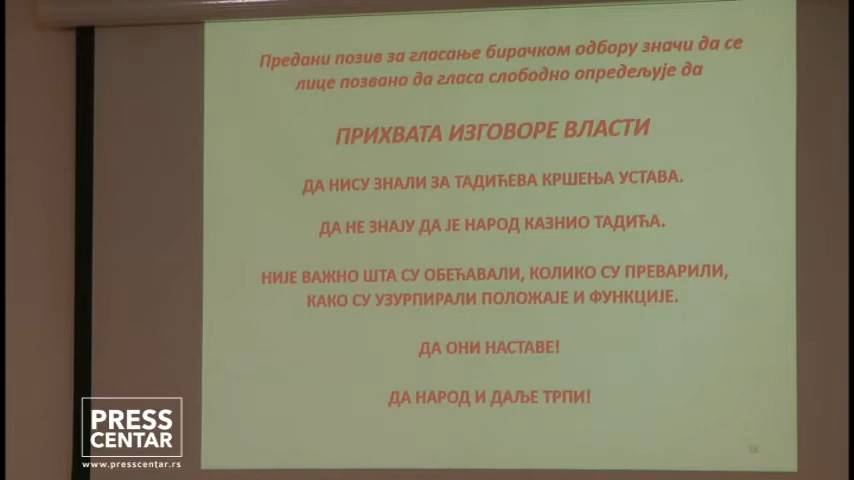 Предани позив за гласање бирачком одбору значи да се
лице позвано да гласа слободно опредељује да
ПРИХВАТА ИЗГОВОРЕ ВЛАСТИ
ДА НИСУ ЗНАЛИ ЗА ТАДИЋЕВА КРШЕЊА УСТАВА.
ДА НЕ ЗНАЈУ ДА ЈЕ НАРОД КАЗНИО ТАДИЋА.
НИЈЕ ВАЖНО ШТА СУ ОБЕЋАВАЛИ, КОЛИКО СУ ПРЕВАРИЛИ,
КАКО СУ УЗУРПИРАЛИ ПОЛОЖАЈЕ И ФУНКЦИЈЕ.
ДА ОНИ НАСТАВЕ!
ДА НАРОД И ДАЉЕ ТРПИ!
PRESS
CENTAR
www.presscentar.rs